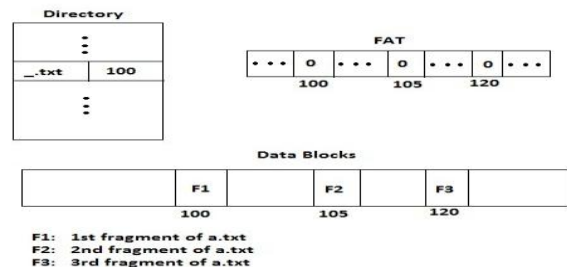 Directory
_.txt 100
FAT
0 0 0
100 105 120
Data Blocks
F1 F2 F3
100 105 120
F1: 1st fragment of a.txt
F2: 2nd fragment of a.txt
F3: 3rd fragment of a.txt